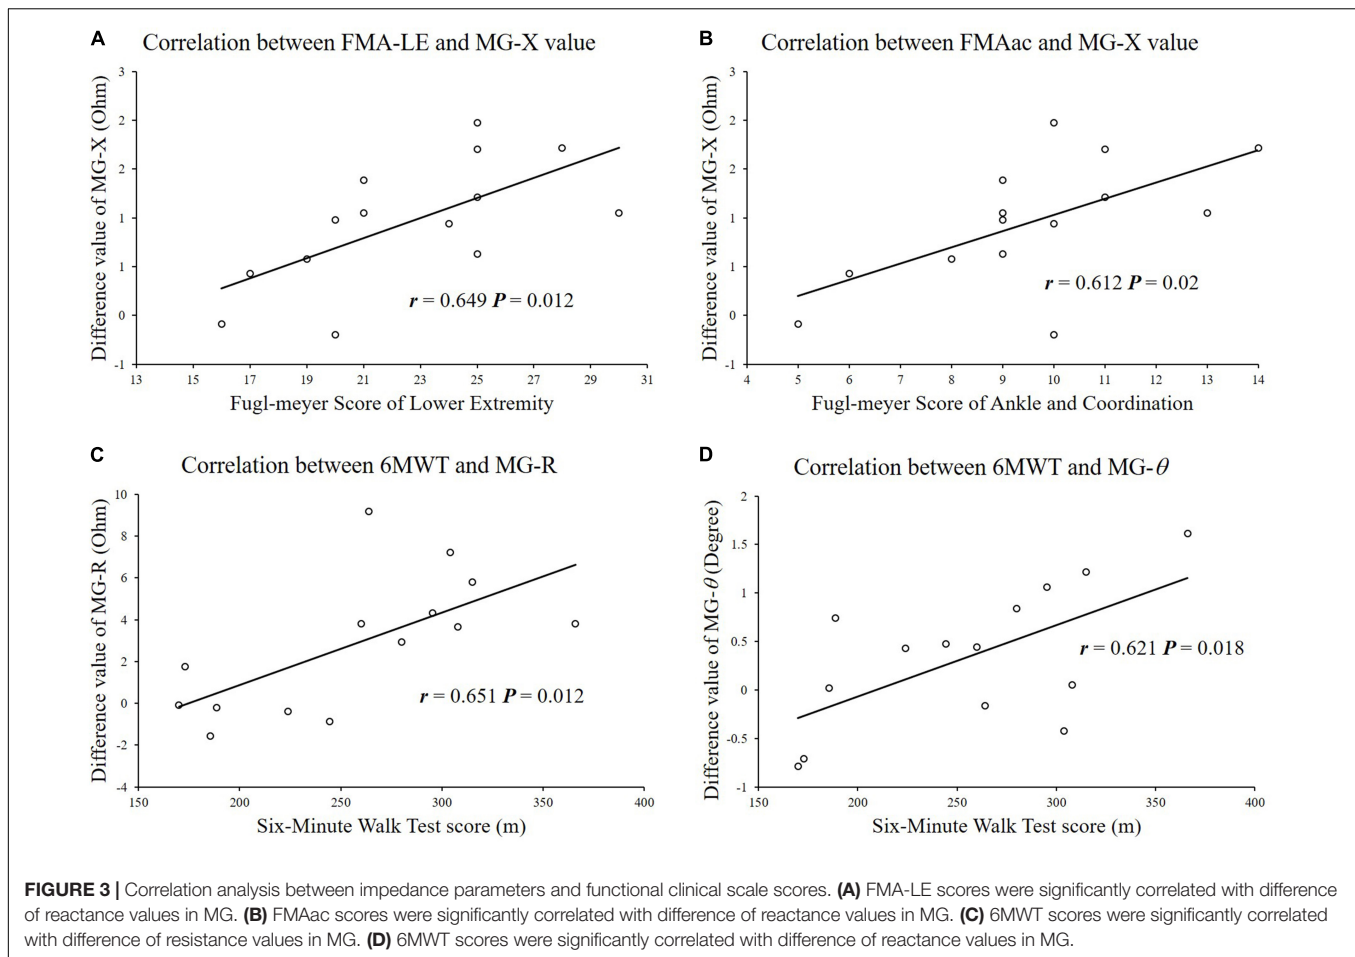 A
Correlation between FMA-LE and MG-X value
Difference value of MG-X (Ohm)
3
2
2
1
1
0
-1
13 15 17 19 21 23 25 27 29 31
r = 0.649 P = 0.012
Fugl-meyer Score of Lower Extremity
B
Correlation between FMAac and MG-X value
Difference value of MG-X (Ohm)
3
2
2
1
1
0
-1
4 5 6 7 8 9 10 11 12 13 14
r = 0.612 P = 0.02
Fugl-meyer Score of Ankle and Coordination
C
Correlation between 6MWT and MG-R
Difference value of MG-R (Ohm)
10
8
6
4
2
0
-2
-4
150 200 250 300 350 400
r = 0.651 P = 0.012
Six-Minute Walk Test score (m)
D
Correlation between 6MWT and MG-θ
Difference value of MG-θ (Degree)
2
1.5
1
0.5
0
-0.5
-1
150 200 250 300 350 400
r = 0.621 P = 0.018
Six-Minute Walk Test score (m)
FIGURE 3 | Correlation analysis between impedance parameters and functional clinical scale scores. (A) FMA-LE scores were significantly correlated with difference
of reactance values in MG. (B) FMAac scores were significantly correlated with difference of reactance values in MG. (C) 6MWT scores were significantly correlated
with difference of resistance values in MG. (D) 6MWT scores were significantly correlated with difference of reactance values in MG.